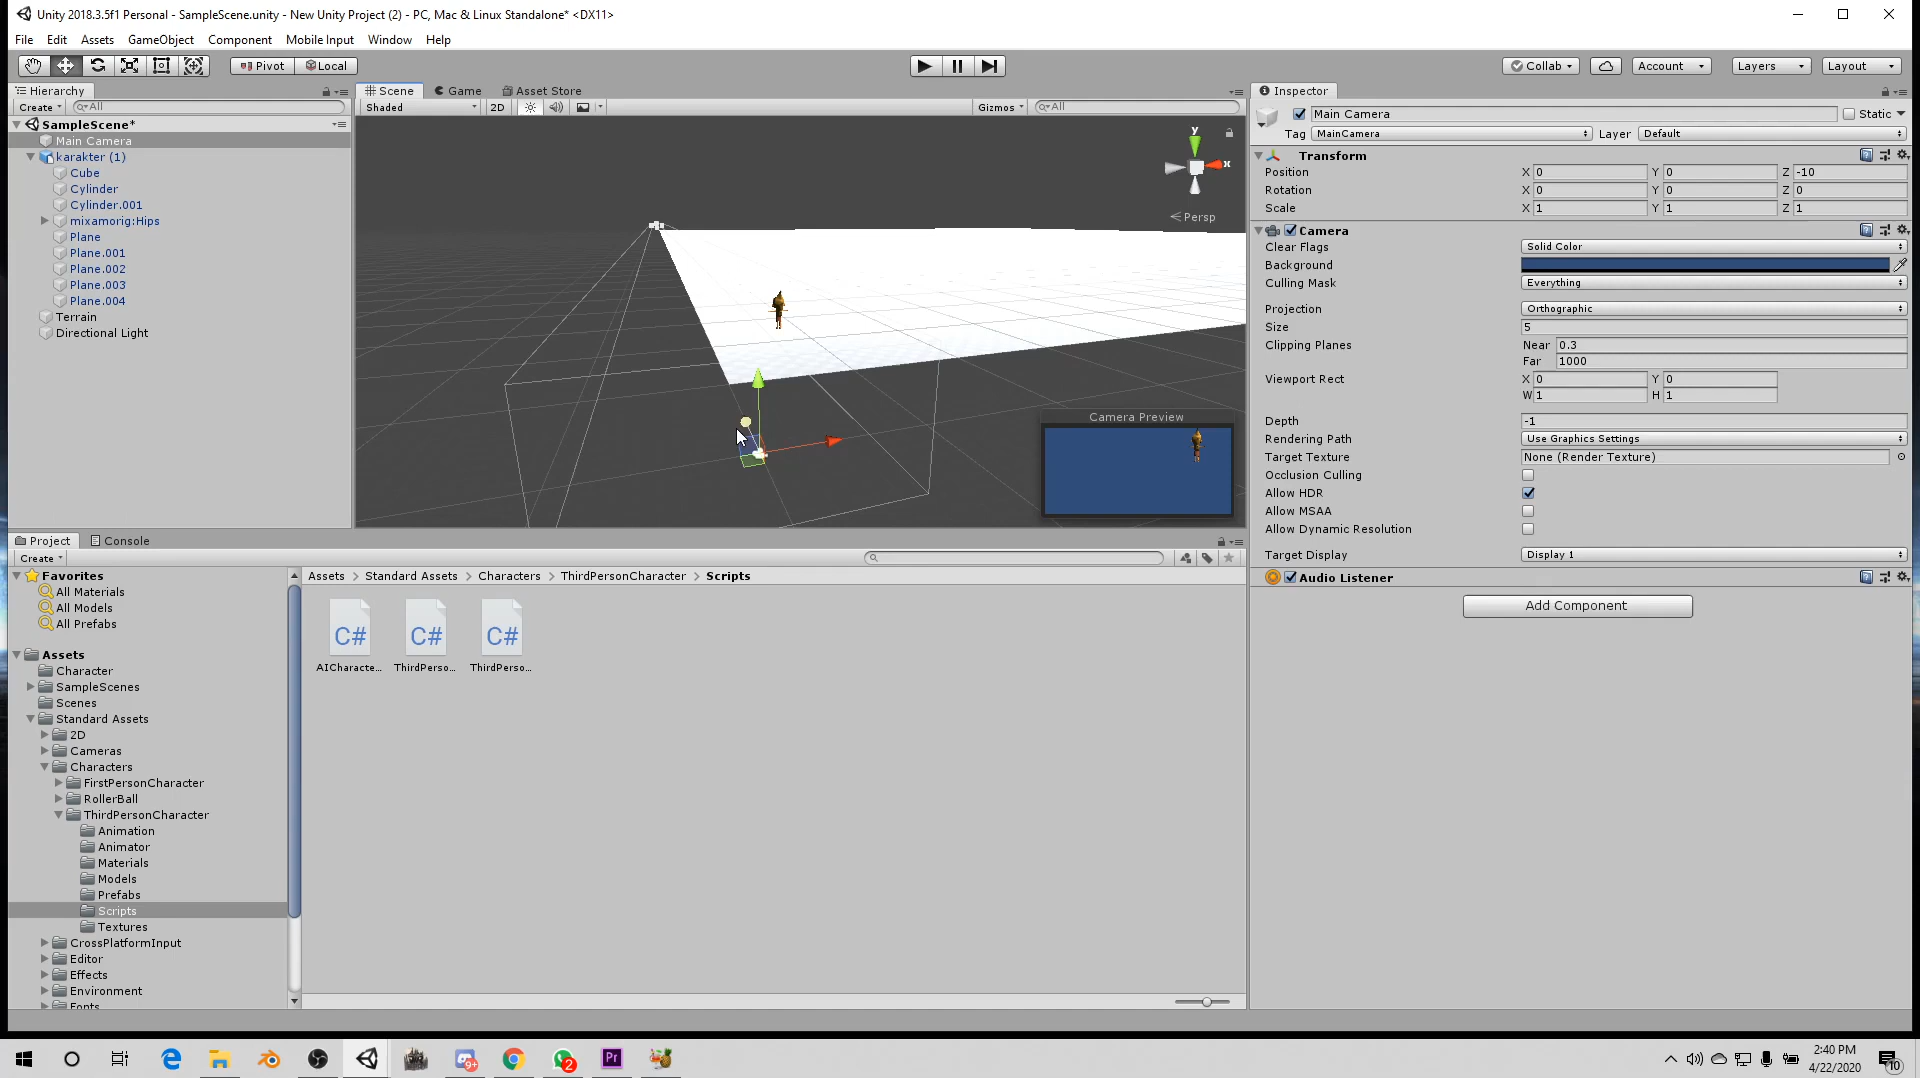 Unity 2018.3.5f1 Personal - SampleScene.unity - New Unity Project (2) - PC, Mac & Linux Standalone* <DX11>
File Edit Assets GameObject Component Mobile Input Window Help
Pivot Local Collab Account Layers Layout
Hierarchy
Create All
SampleScene*
Main Camera
karakter (1)
Cube
Cylinder
Cylinder.001
mixamorig:Hips
Plane
Plane.001
Plane.002
Plane.003
Plane.004
Terrain
Directional Light
Scene Game Asset Store
Shaded 2D Gizmos All
y
x
Persp
Camera Preview
Inspector
Main Camera Static
Tag MainCamera Layer Default
Transform
Position X 0 Y 0 Z -10
Rotation X 0 Y 0 Z 0
Scale X 1 Y 1 Z 1
Camera
Clear Flags Solid Color
Background
Culling Mask Everything
Projection Orthographic
Size 5
Clipping Planes Near 0.3
Far 1000
Viewport Rect X 0 Y 0
W 1 H 1
Depth -1
Rendering Path Use Graphics Settings
Target Texture None (Render Texture)
Occlusion Culling
Allow HDR
Allow MSAA
Allow Dynamic Resolution
Target Display Display 1
Audio Listener
Add Component
Project Console
Create
Favorites
All Materials
All Models
All Prefabs
Assets
Character
SampleScenes
Scenes
Standard Assets
2D
Cameras
Characters
FirstPersonCharacter
RollerBall
ThirdPersonCharacter
Animation
Animator
Materials
Models
Prefabs
Scripts
Textures
CrossPlatformInput
Editor
Effects
Environment
Fonts
Assets > Standard Assets > Characters > ThirdPersonCharacter > Scripts
C# C# C#
AICharacte... ThirdPerso... ThirdPerso...
9+ 2 Pr
2:40 PM
4/22/2020
10